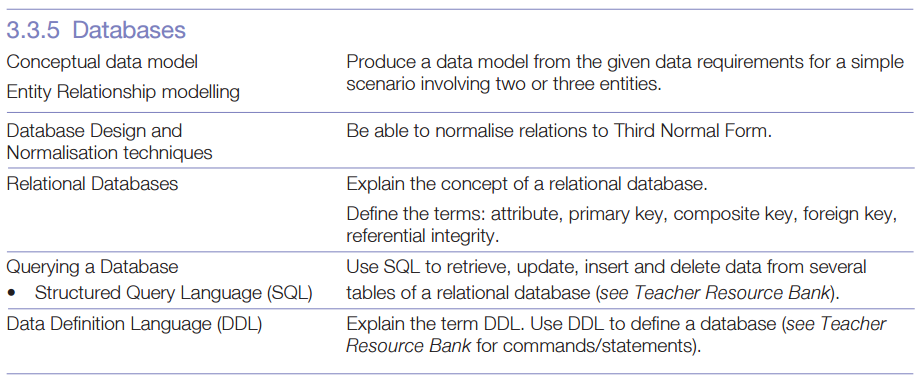 3.3.5 Databases
Conceptual data model
Entity Relationship modelling
Produce a data model from the given data requirements for a simple
scenario involving two or three entities.
Database Design and
Normalisation techniques
Be able to normalise relations to Third Normal Form.
Relational Databases
Explain the concept of a relational database.
Define the terms: attribute, primary key, composite key, foreign key,
referential integrity.
Querying a Database
• Structured Query Language (SQL)
Use SQL to retrieve, update, insert and delete data from several
tables of a relational database (see Teacher Resource Bank).
Data Definition Language (DDL)
Explain the term DDL. Use DDL to define a database (see Teacher
Resource Bank for commands/statements).